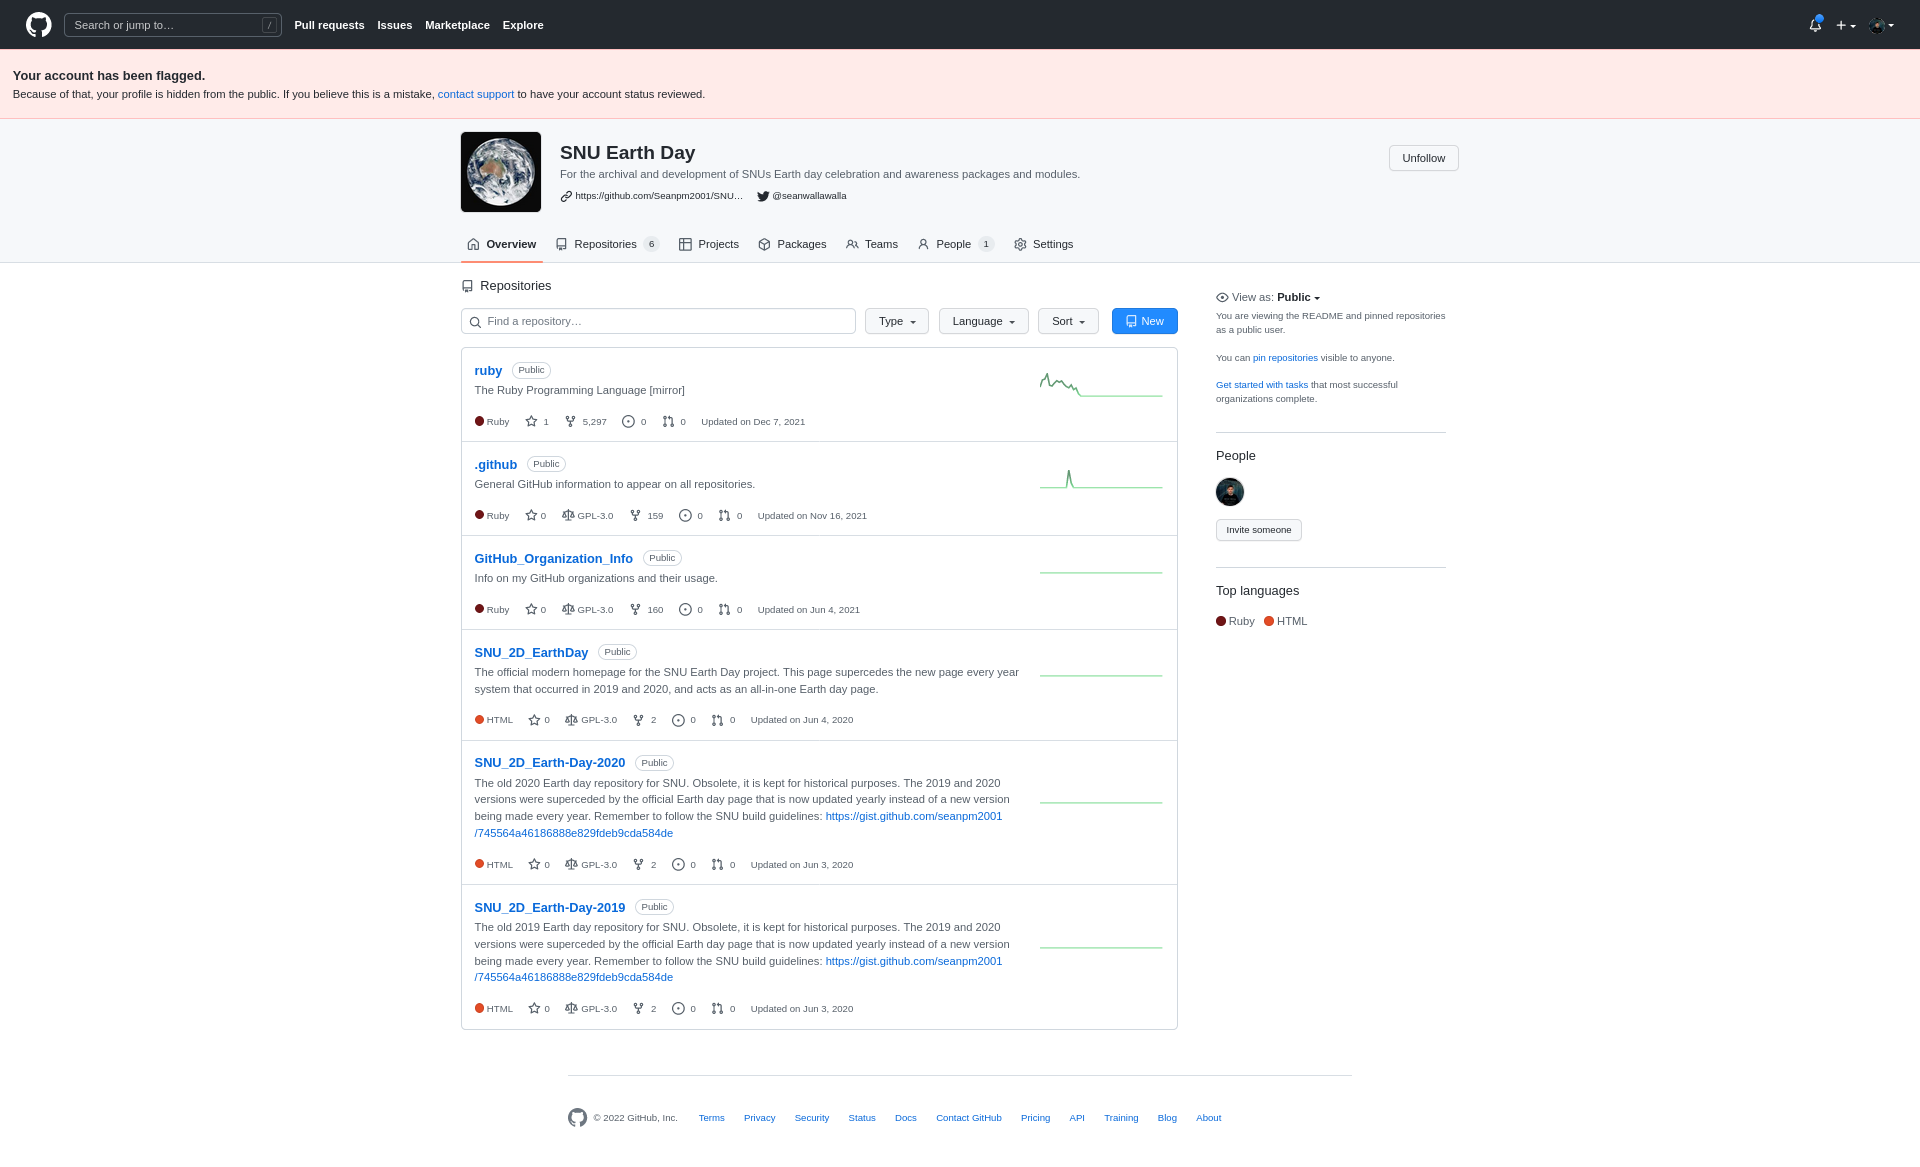 Search or jump to… /
Pull requests Issues Marketplace Explore
Your account has been flagged.
Because of that, your profile is hidden from the public. If you believe this is a mistake, contact support to have your account status reviewed.
SNU Earth Day
For the archival and development of SNUs Earth day celebration and awareness packages and modules.
https://github.com/Seanpm2001/SNU… @seanwallawalla
Unfollow
Overview Repositories 6 Projects Packages Teams People 1 Settings
Repositories
Find a repository… Type Language Sort New
ruby Public
The Ruby Programming Language [mirror]
Ruby 1 5,297 0 0 Updated on Dec 7, 2021
.github Public
General GitHub information to appear on all repositories.
Ruby 0 GPL-3.0 159 0 0 Updated on Nov 16, 2021
GitHub_Organization_Info Public
Info on my GitHub organizations and their usage.
Ruby 0 GPL-3.0 160 0 0 Updated on Jun 4, 2021
SNU_2D_EarthDay Public
The official modern homepage for the SNU Earth Day project. This page supercedes the new page every year
system that occurred in 2019 and 2020, and acts as an all-in-one Earth day page.
HTML 0 GPL-3.0 2 0 0 Updated on Jun 4, 2020
SNU_2D_Earth-Day-2020 Public
The old 2020 Earth day repository for SNU. Obsolete, it is kept for historical purposes. The 2019 and 2020
versions were superceded by the official Earth day page that is now updated yearly instead of a new version
being made every year. Remember to follow the SNU build guidelines: https://gist.github.com/seanpm2001
/745564a46186888e829fdeb9cda584de
HTML 0 GPL-3.0 2 0 0 Updated on Jun 3, 2020
SNU_2D_Earth-Day-2019 Public
The old 2019 Earth day repository for SNU. Obsolete, it is kept for historical purposes. The 2019 and 2020
versions were superceded by the official Earth day page that is now updated yearly instead of a new version
being made every year. Remember to follow the SNU build guidelines: https://gist.github.com/seanpm2001
/745564a46186888e829fdeb9cda584de
HTML 0 GPL-3.0 2 0 0 Updated on Jun 3, 2020
View as: Public
You are viewing the README and pinned repositories
as a public user.
You can pin repositories visible to anyone.
Get started with tasks that most successful
organizations complete.
People
Invite someone
Top languages
Ruby HTML
© 2022 GitHub, Inc. Terms Privacy Security Status Docs Contact GitHub Pricing API Training Blog About